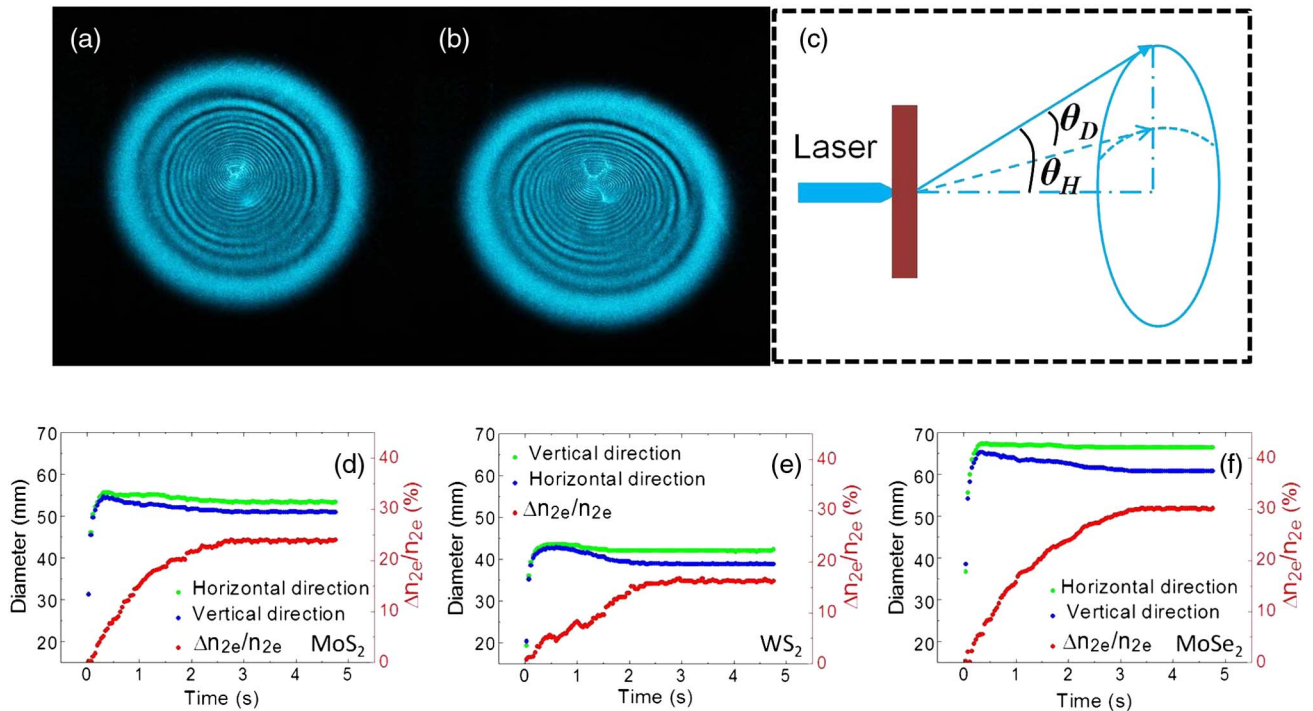 (a)
(b)
(c)
Laser
θD
θH
70
60
50
40
30
20
Diameter (mm)
40
30
20
10
0
Δn2e/n2e (%)
(d)
Horizontal direction
Vertical direction
Δn2e/n2e
MoS2
0 1 2 3 4 5
Time (s)
70
60
50
40
30
20
Diameter (mm)
40
30
20
10
0
Δn2e/n2e (%)
(e)
Vertical direction
Horizontal direction
Δn2e/n2e
WS2
0 1 2 3 4 5
Time (s)
70
60
50
40
30
20
Diameter (mm)
40
30
20
10
0
Δn2e/n2e (%)
(f)
Horizontal direction
Vertical direction
Δn2e/n2e
MoSe2
0 1 2 3 4 5
Time (s)